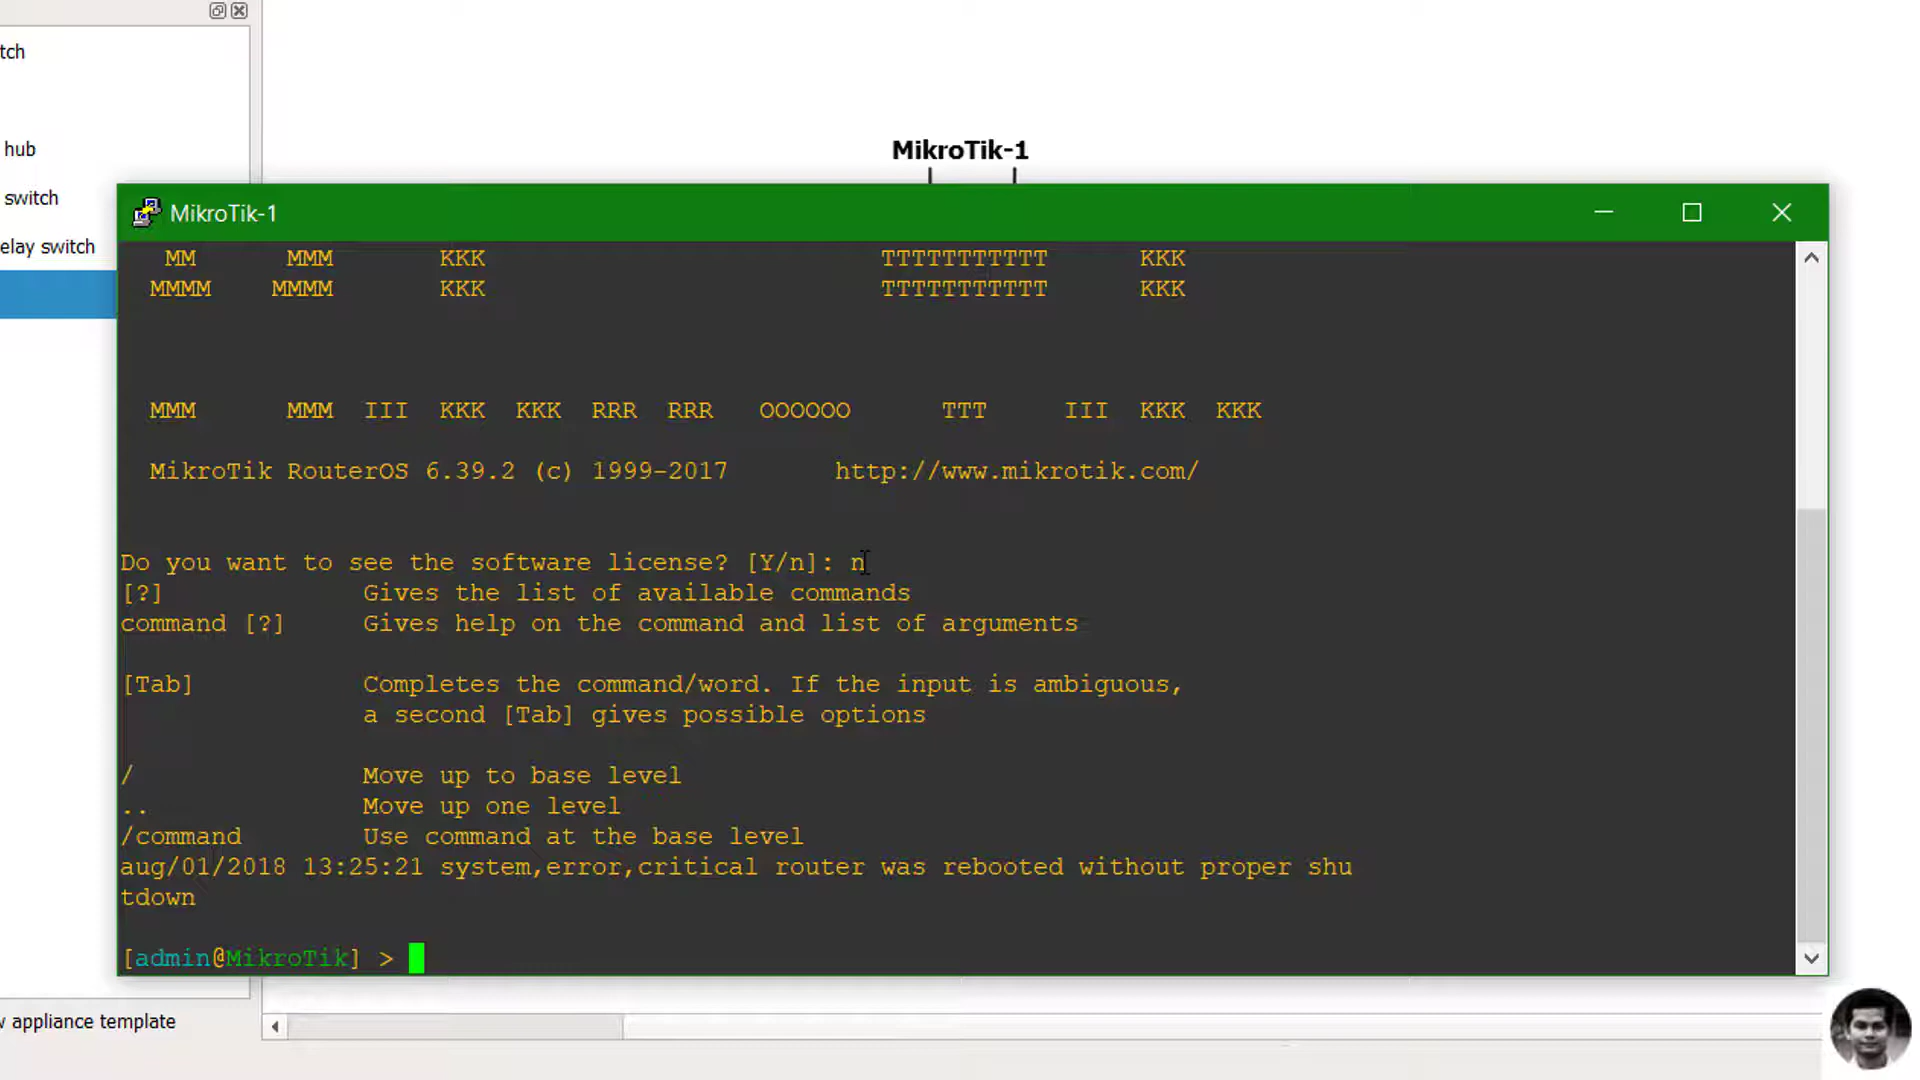 tch
hub
switch
elay switch
MikroTik-1
MikroTik-1
MM MMM KKK TTTTTTTTTTT KKK
MMMM MMMM KKK TTTTTTTTTTT KKK
MMM MMM III KKK KKK RRR RRR OOOOOO TTT III KKK KKK
MikroTik RouterOS 6.39.2 (c) 1999-2017 http://www.mikrotik.com/
Do you want to see the software license? [Y/n]: n
[?] Gives the list of available commands
command [?] Gives help on the command and list of arguments
[Tab] Completes the command/word. If the input is ambiguous,
a second [Tab] gives possible options
/ Move up to base level
.. Move up one level
/command Use command at the base level
aug/01/2018 13:25:21 system,error,critical router was rebooted without proper shu
tdown
[admin@MikroTik] >
w appliance template